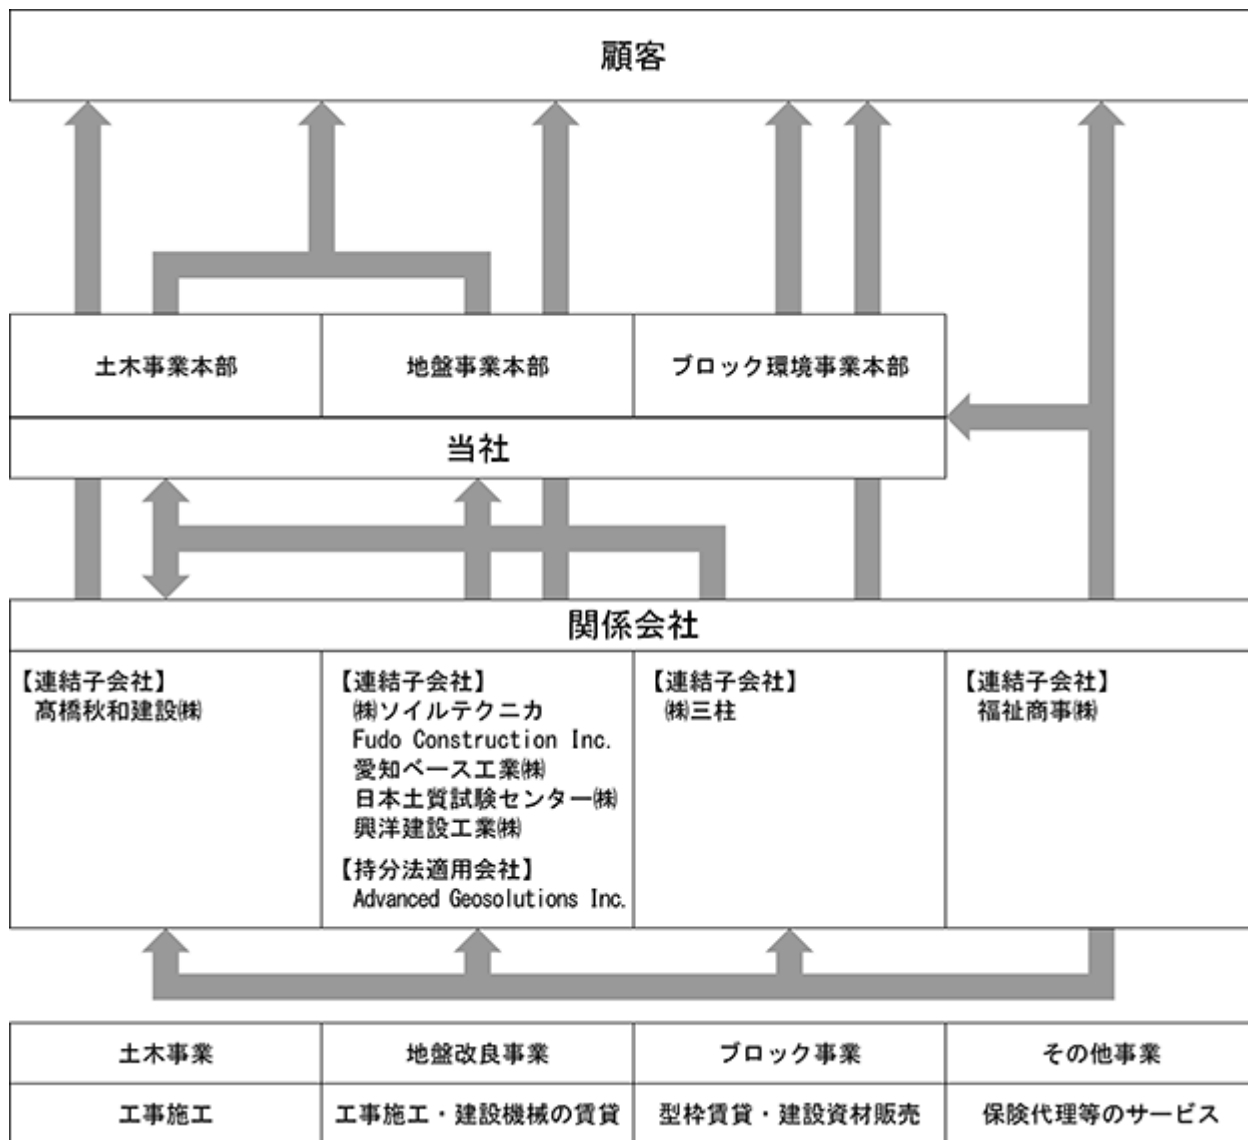 顧客
土木事業本部
地盤事業本部
ブロック環境事業本部
当社
関係会社
【連結子会社】
髙橋秋和建設㈱
【連結子会社】
㈱ソイルテクニカ
Fudo Construction Inc.
愛知ベース工業㈱
日本土質試験センター㈱
興洋建設工業㈱
【持分法適用会社】
Advanced Geosolutions Inc.
【連結子会社】
㈱三柱
【連結子会社】
福祉商事㈱
土木事業
地盤改良事業
ブロック事業
その他事業
工事施工
工事施工・建設機械の賃貸
型枠賃貸・建設資材販売
保険代理等のサービス